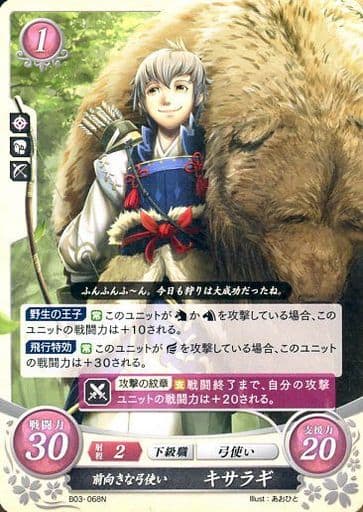 1
ふんふんふ～ん。今日も狩りは大成功だったね。
野生の王子 常 このユニットが か を攻撃している場合、この
ユニットの戦闘力は＋10される。
飛行特効 常 このユニットが を攻撃している場合、このユニッ
トの戦闘力は＋30される。
攻撃の紋章 支 戦闘終了まで、自分の攻撃
ユニットの戦闘力は＋20される。
戦闘力
30
射程 2
下級職
弓使い
支援力
20
前向きな弓使い キサラギ
B03-068N
Illust：あおひと